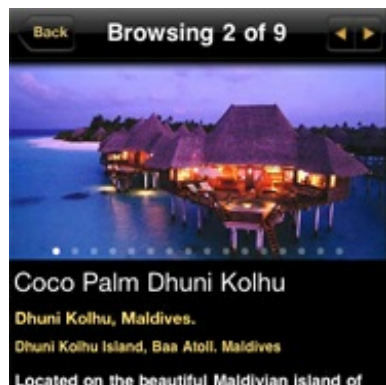 Back
Browsing 2 of 9
Coco Palm Dhuni Kolhu
Dhuni Kolhu, Maldives.
Dhuni Kolhu Island, Baa Atoll. Maldives
Located on the beautiful Maldivian island of